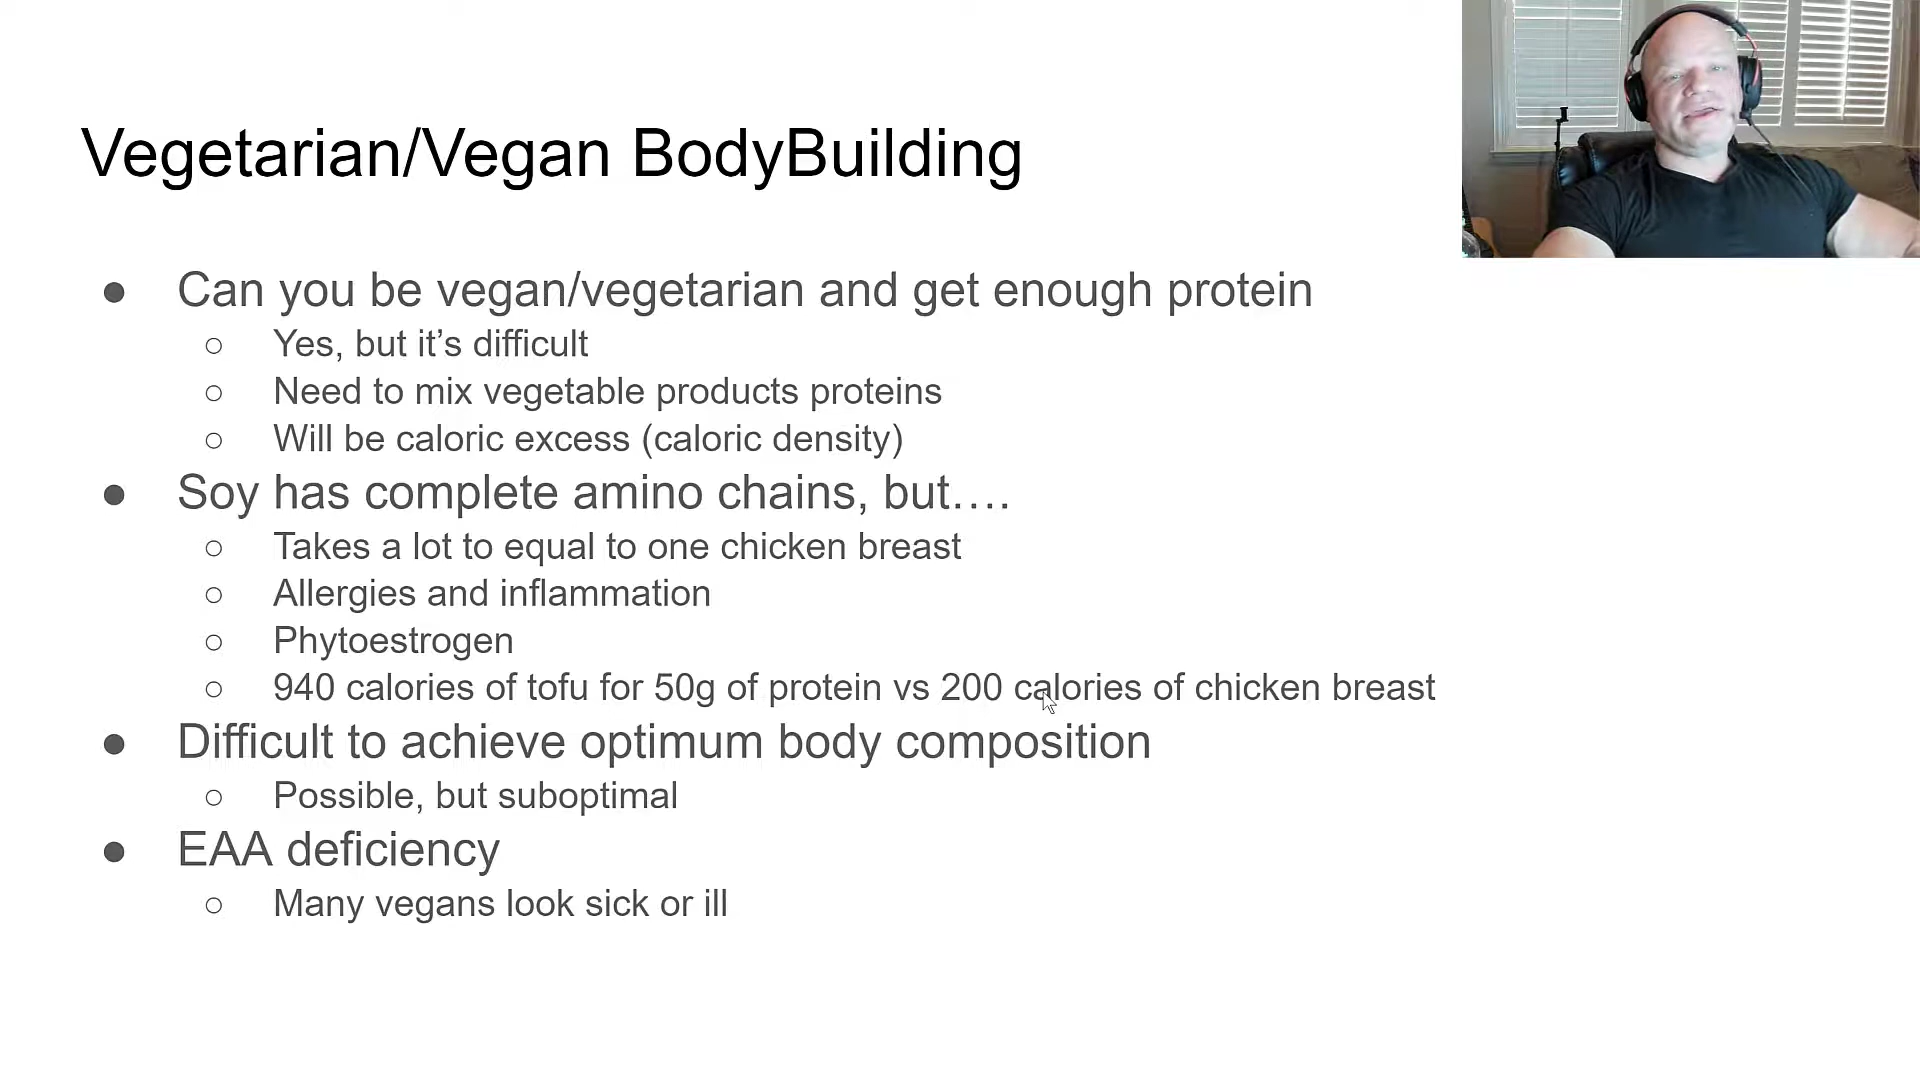 Vegetarian/Vegan BodyBuilding
● Can you be vegan/vegetarian and get enough protein
○ Yes, but it’s difficult
○ Need to mix vegetable products proteins
○ Will be caloric excess (caloric density)
● Soy has complete amino chains, but….
○ Takes a lot to equal to one chicken breast
○ Allergies and inflammation
○ Phytoestrogen
○ 940 calories of tofu for 50g of protein vs 200 calories of chicken breast
● Difficult to achieve optimum body composition
○ Possible, but suboptimal
● EAA deficiency
○ Many vegans look sick or ill